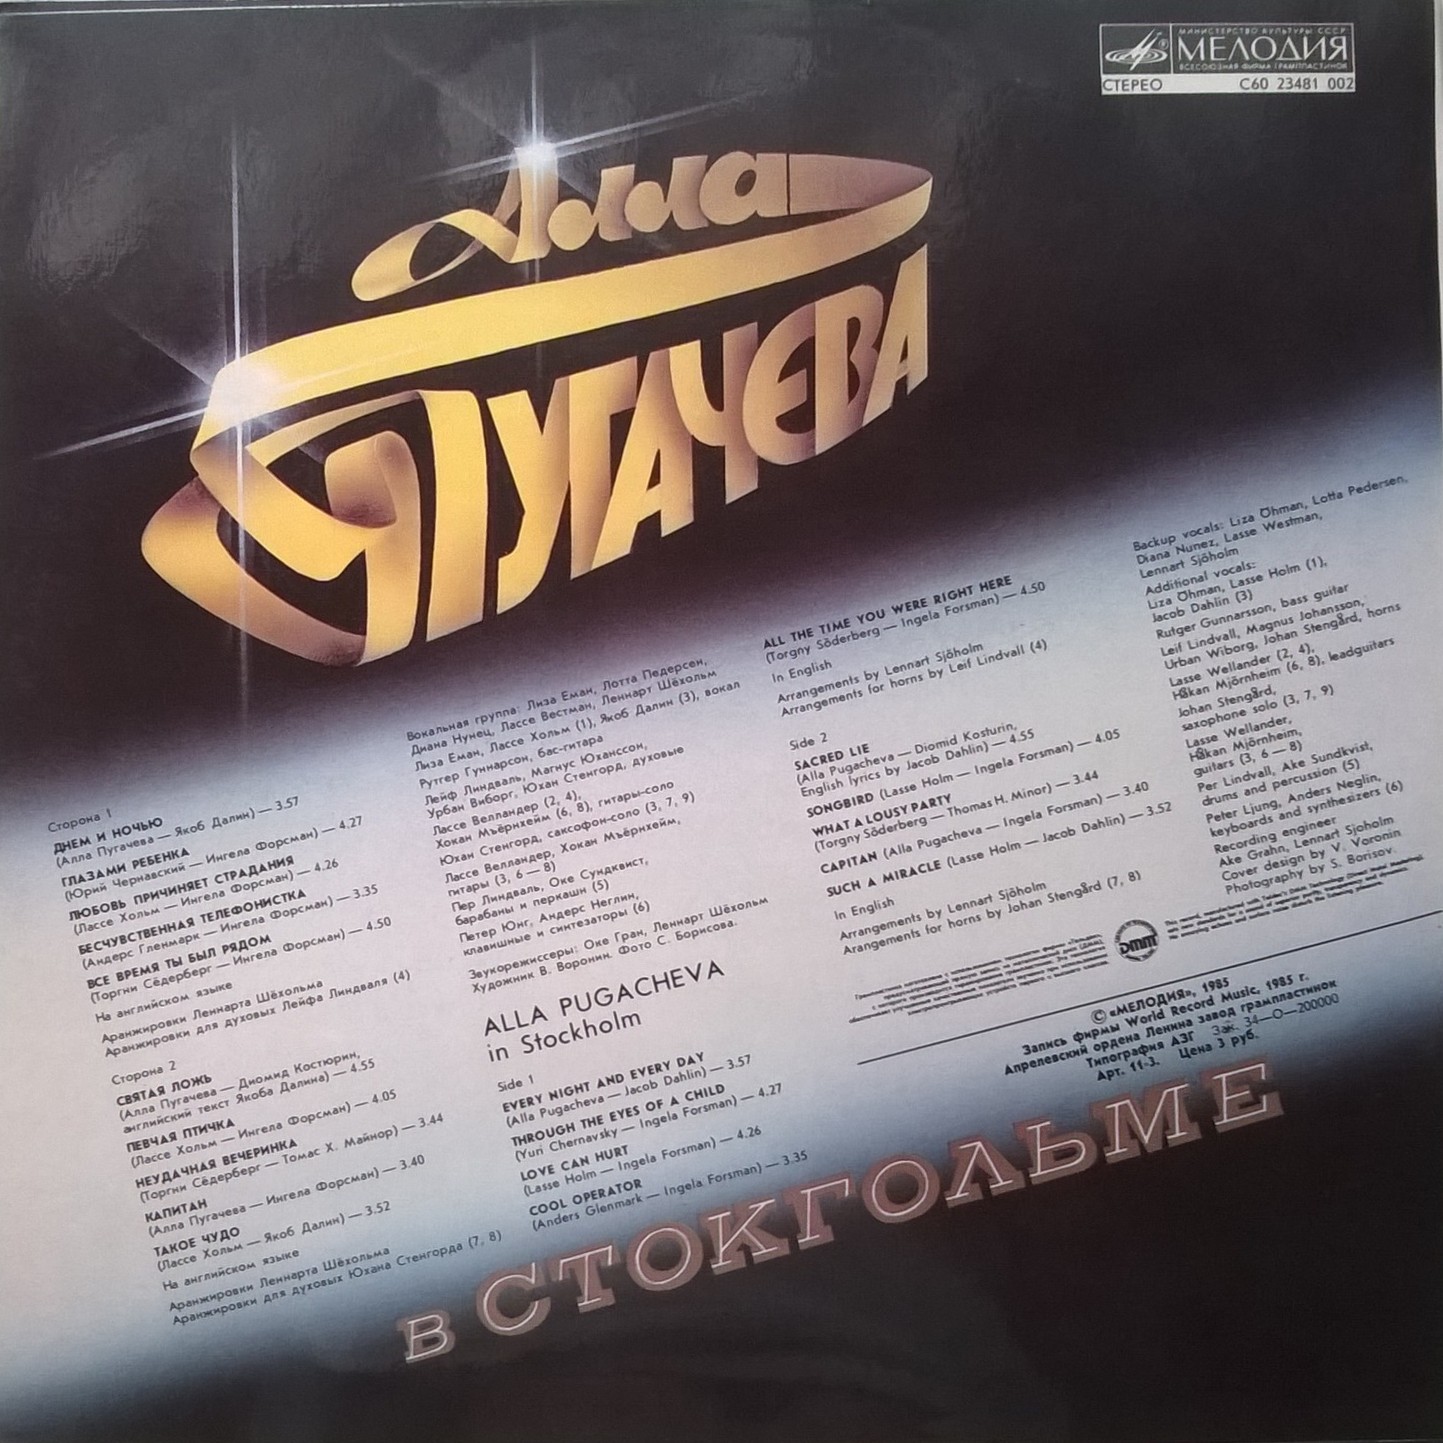 МИНИСТЕРСТВО КУЛЬТУРЫ СССР
МЕЛОДИЯ
ВСЕСОЮЗНАЯ ФИРМА ГРАМПЛАСТИНОК
СТЕРЕО С60 23481 002
Алла
ПУГАЧЕВА
Сторона 1
ДНЕМ И НОЧЬЮ
(Алла Пугачева — Якоб Далин) — 3.57
ГЛАЗАМИ РЕБЕНКА
(Юрий Чернавский — Ингела Форсман) — 4.27
ЛЮБОВЬ ПРИЧИНЯЕТ СТРАДАНИЯ
(Лассе Хольм — Ингела Форсман) — 4.26
БЕСЧУВСТВЕННАЯ ТЕЛЕФОНИСТКА
(Андерс Гленмарк — Ингела Форсман) — 3.35
ВСЕ ВРЕМЯ ТЫ БЫЛ РЯДОМ
(Торгни Сёдерберг — Ингела Форсман) — 4.50
На английском языке
Аранжировки Леннарта Шёхольма
Аранжировки для духовых Лейфа Линдваля (4)
Сторона 2
СВЯТАЯ ЛОЖЬ
(Алла Пугачева — Диомид Костюрин,
английский текст Якоба Далина) — 4.55
ПЕВЧАЯ ПТИЧКА
(Лассе Хольм — Ингела Форсман) — 4.05
НЕУДАЧНАЯ ВЕЧЕРИНКА
(Торгни Сёдерберг — Томас Х. Майнор) — 3.44
КАПИТАН
(Алла Пугачева — Ингела Форсман) — 3.40
ТАКОЕ ЧУДО
(Лассе Хольм — Якоб Далин) — 3.52
На английском языке
Аранжировки Леннарта Шёхольма
Аранжировки для духовых Юхана Стенгорда (7, 8)
Вокальная группа: Лиза Еман, Лотта Педерсен,
Диана Нунец, Лассе Вестман, Леннарт Шёхольм
Лиза Еман, Лассе Хольм (1), Якоб Далин (3), вокал
Рутгер Гуннарсон, бас-гитара
Лейф Линдваль, Магнус Юханссон,
Урбан Виборг, Юхан Стенгорд, духовые
Лассе Велландер (2, 4),
Хокан Мьёрнхейм (6, 8), гитары-соло
Юхан Стенгорд, саксофон-соло (3, 7, 9)
Лассе Велландер, Хокан Мьёрнхейм,
гитары (3, 6—8)
Пер Линдваль, Оке Сундквист,
барабаны и перкашн (5)
Петер Юнг, Андерс Неглин,
клавишные и синтезаторы (6)
Звукорежиссеры: Оке Гран, Леннарт Шёхольм
Художник В. Воронин. Фото С. Борисова.
ALLA PUGACHEVA
in Stockholm
Side 1
EVERY NIGHT AND EVERY DAY
(Alla Pugacheva — Jacob Dahlin) — 3.57
THROUGH THE EYES OF A CHILD
(Yuri Chernavsky — Ingela Forsman) — 4.27
LOVE CAN HURT
(Lasse Holm — Ingela Forsman) — 4.26
COOL OPERATOR
(Anders Glenmark — Ingela Forsman) — 3.35
ALL THE TIME YOU WERE RIGHT HERE
(Torgny Söderberg — Ingela Forsman) — 4.50
In English
Arrangements by Lennart Sjöholm
Arrangements for horns by Leif Lindvall (4)
Side 2
SACRED LIE
(Alla Pugacheva — Diomid Kosturin,
English lyrics by Jacob Dahlin) — 4.55
SONGBIRD (Lasse Holm — Ingela Forsman) — 4.05
WHAT A LOUSY PARTY
(Torgny Söderberg — Thomas H. Minor) — 3.44
CAPITAN (Alla Pugacheva — Ingela Forsman) — 3.40
SUCH A MIRACLE (Lasse Holm — Jacob Dahlin) — 3.52
In English
Arrangements by Lennart Sjöholm
Arangements for horns by Johan Stengård (7, 8)
Backup vocals: Liza Öhman, Lotta Pedersen,
Diana Nunez, Lasse Westman,
Lennart Sjöholm
Additional vocals:
Liza Öhman, Lasse Holm (1),
Jacob Dahlin (3)
Rutger Gunnarsson, bass guitar
Leif Lindvall, Magnus Johansson,
Urban Wiborg, Johan Stengård, horns
Lasse Wellander (2, 4),
Håkan Mjörnheim (6, 8), leadguitars
Johan Stengård,
saxophone solo (3, 7, 9)
Lasse Wellander,
Håkan Mjörnheim,
guitars (3, 6—8)
Per Lindvall, Ake Sundkvist,
drums and percussion (5)
Peter Ljung, Anders Neglin,
keyboards and synthesizers (6)
Recording engineer
Ake Grahn, Lennart Sjoholm
Cover design by V. Voronin
Photography by S. Borisov.
DMM
© «МЕЛОДИЯ», 1985
Запись фирмы World Record Music, 1985 г.
Апрелевский ордена Ленина завод грампластинок
Типография АЗГ Зак. 34—О—200000
Арт. 11-3. Цена 3 руб.
В СТОКГОЛЬМЕ